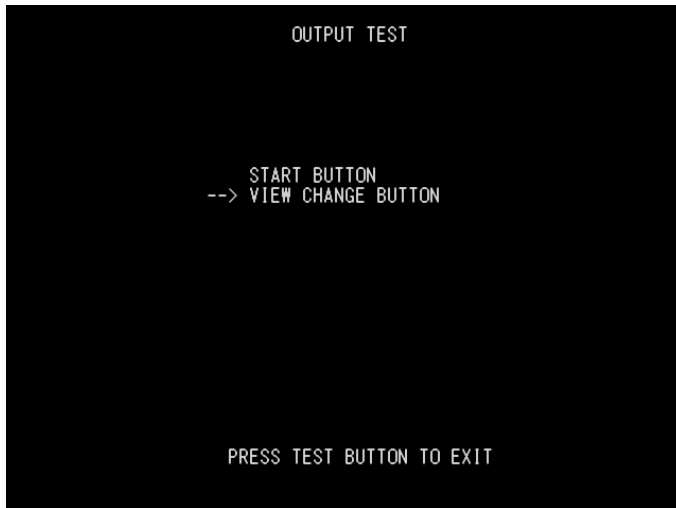 OUTPUT TEST
START BUTTON
--> VIEW CHANGE BUTTON
PRESS TEST BUTTON TO EXIT